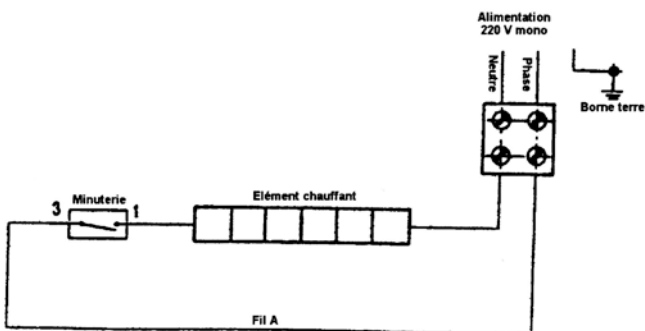 Alimentation
220 V mono
Neutre
Phase
Borne terre
Minuterie
3
1
Elément chauffant
Fil A